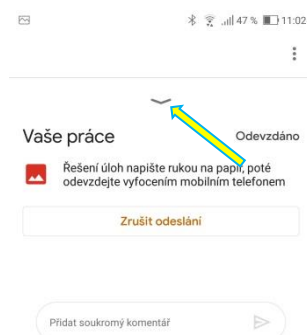 47 % 11:02
Vaše práce Odevzdáno
Řešení úloh napište rukou na papír, poté
odevzdejte vyfocením mobilním telefonem
Zrušit odeslání
Přidat soukromý komentář